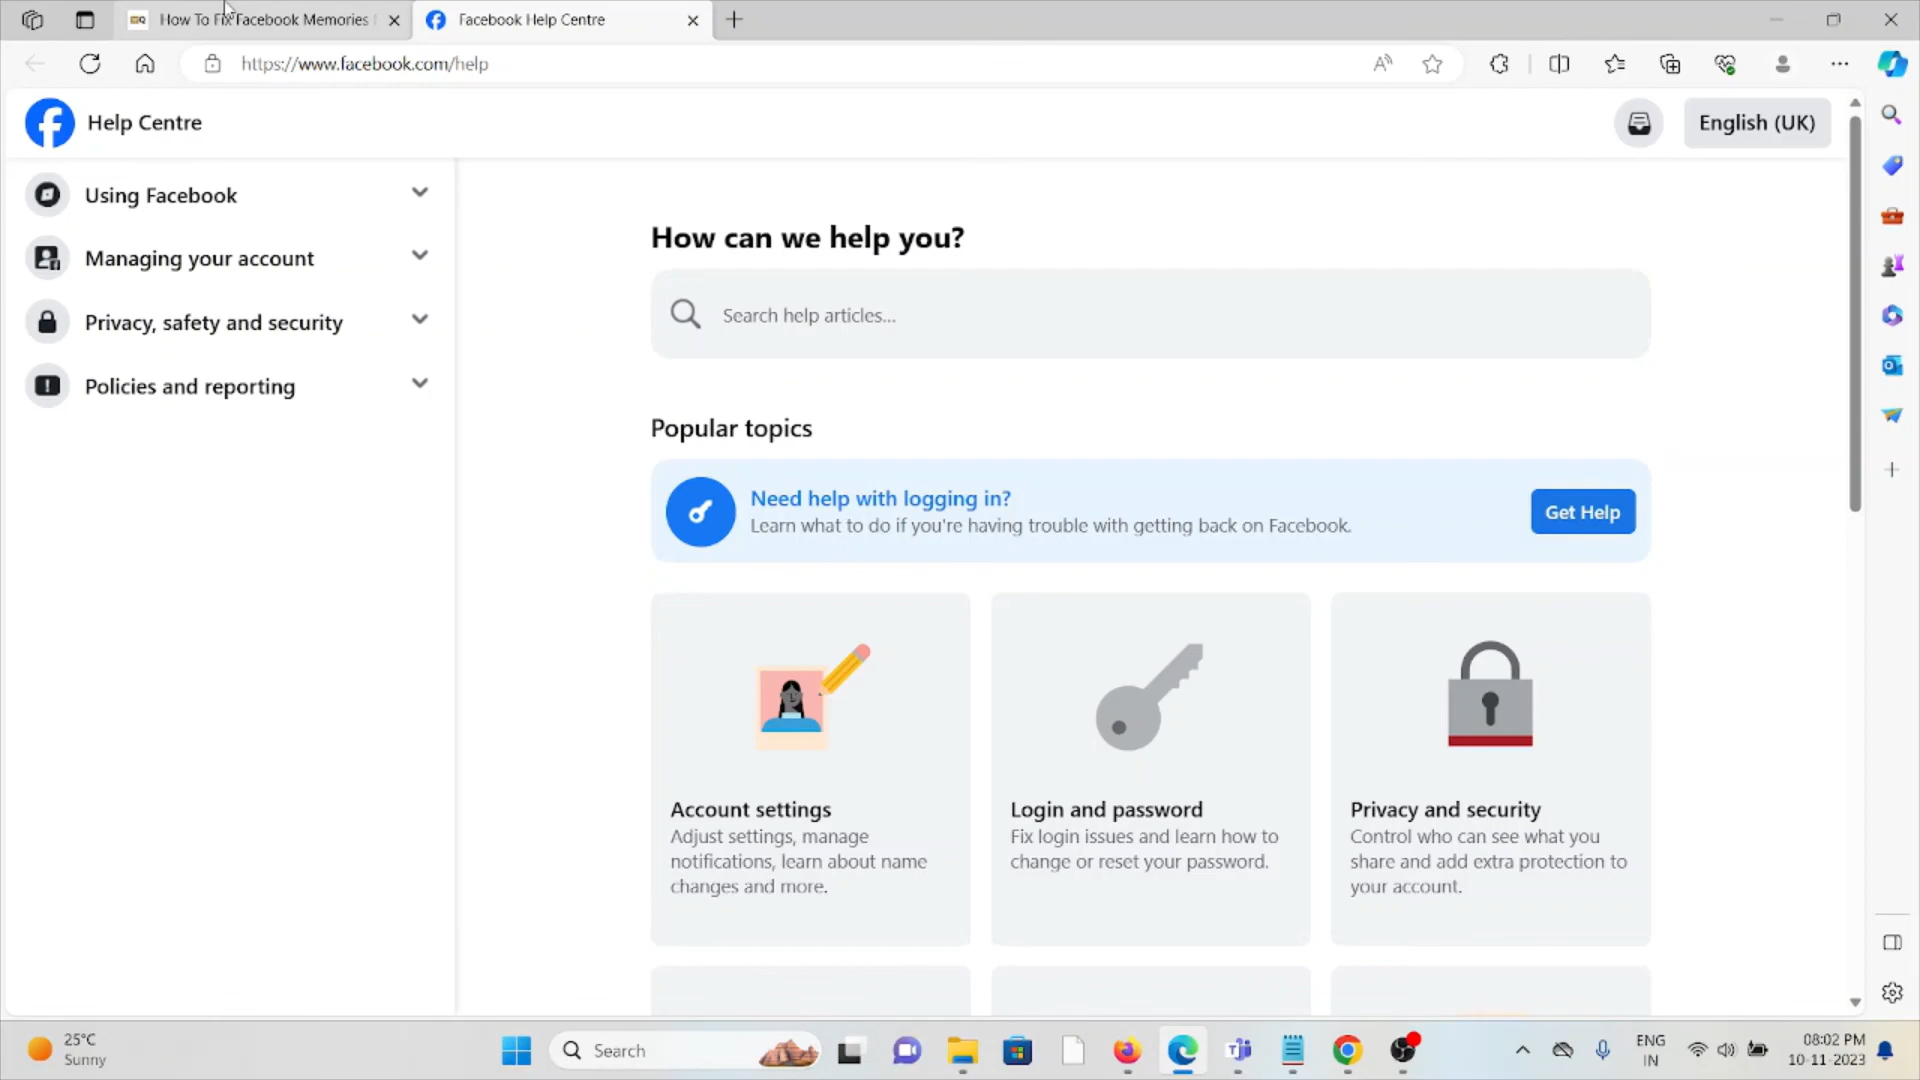 How To Fix Facebook Memories
Facebook Help Centre
https://www.facebook.com/help
Help Centre
English (UK)
Using Facebook
Managing your account
Privacy, safety and security
Policies and reporting
How can we help you?
Search help articles...
Popular topics
Need help with logging in?
Learn what to do if you're having trouble with getting back on Facebook.
Get Help
Account settings
Adjust settings, manage
notifications, learn about name
changes and more.
Login and password
Fix login issues and learn how to
change or reset your password.
Privacy and security
Control who can see what you
share and add extra protection to
your account.
25°C
Sunny
Search
ENG
IN
08:02 PM
10-11-2023